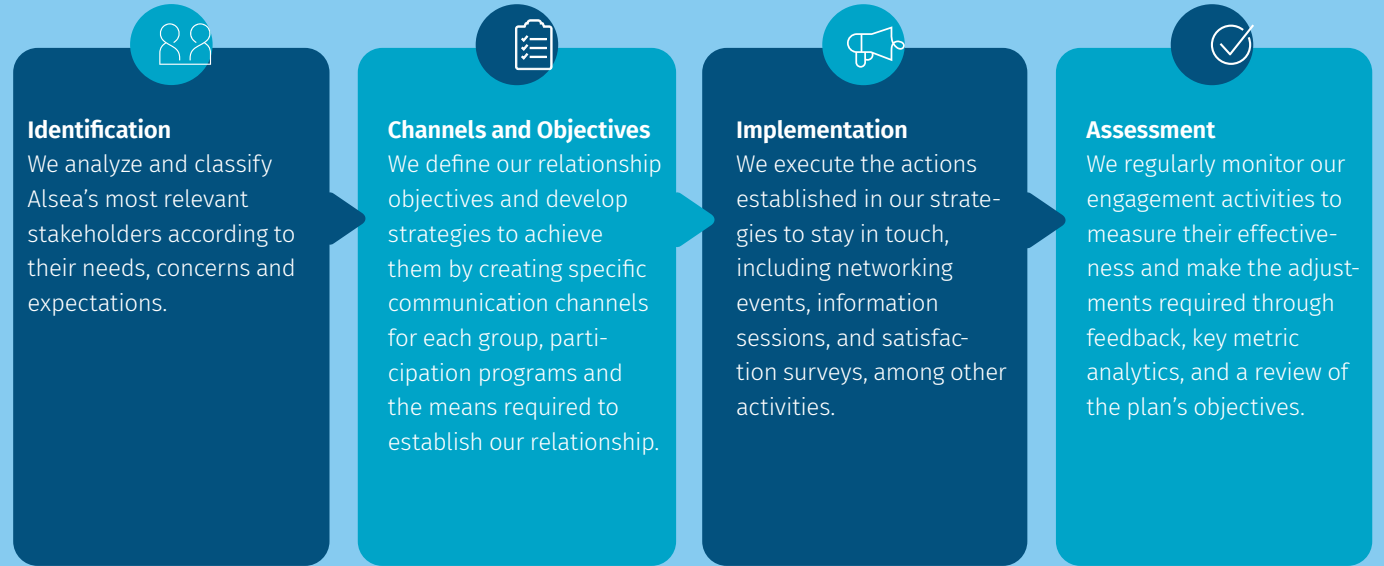 Identification
We analyze and classify
Alsea’s most relevant
stakeholders according to
their needs, concerns and
expectations.
Channels and Objectives
We define our relationship
objectives and develop
strategies to achieve
them by creating specific
communication channels
for each group, parti-
cipation programs and
the means required to
establish our relationship.
Implementation
We execute the actions
established in our strate-
gies to stay in touch,
including networking
events, information
sessions, and satisfac-
tion surveys, among other
activities.
Assessment
We regularly monitor our
engagement activities to
measure their effective-
ness and make the adjust-
ments required through
feedback, key metric
analytics, and a review of
the plan’s objectives.